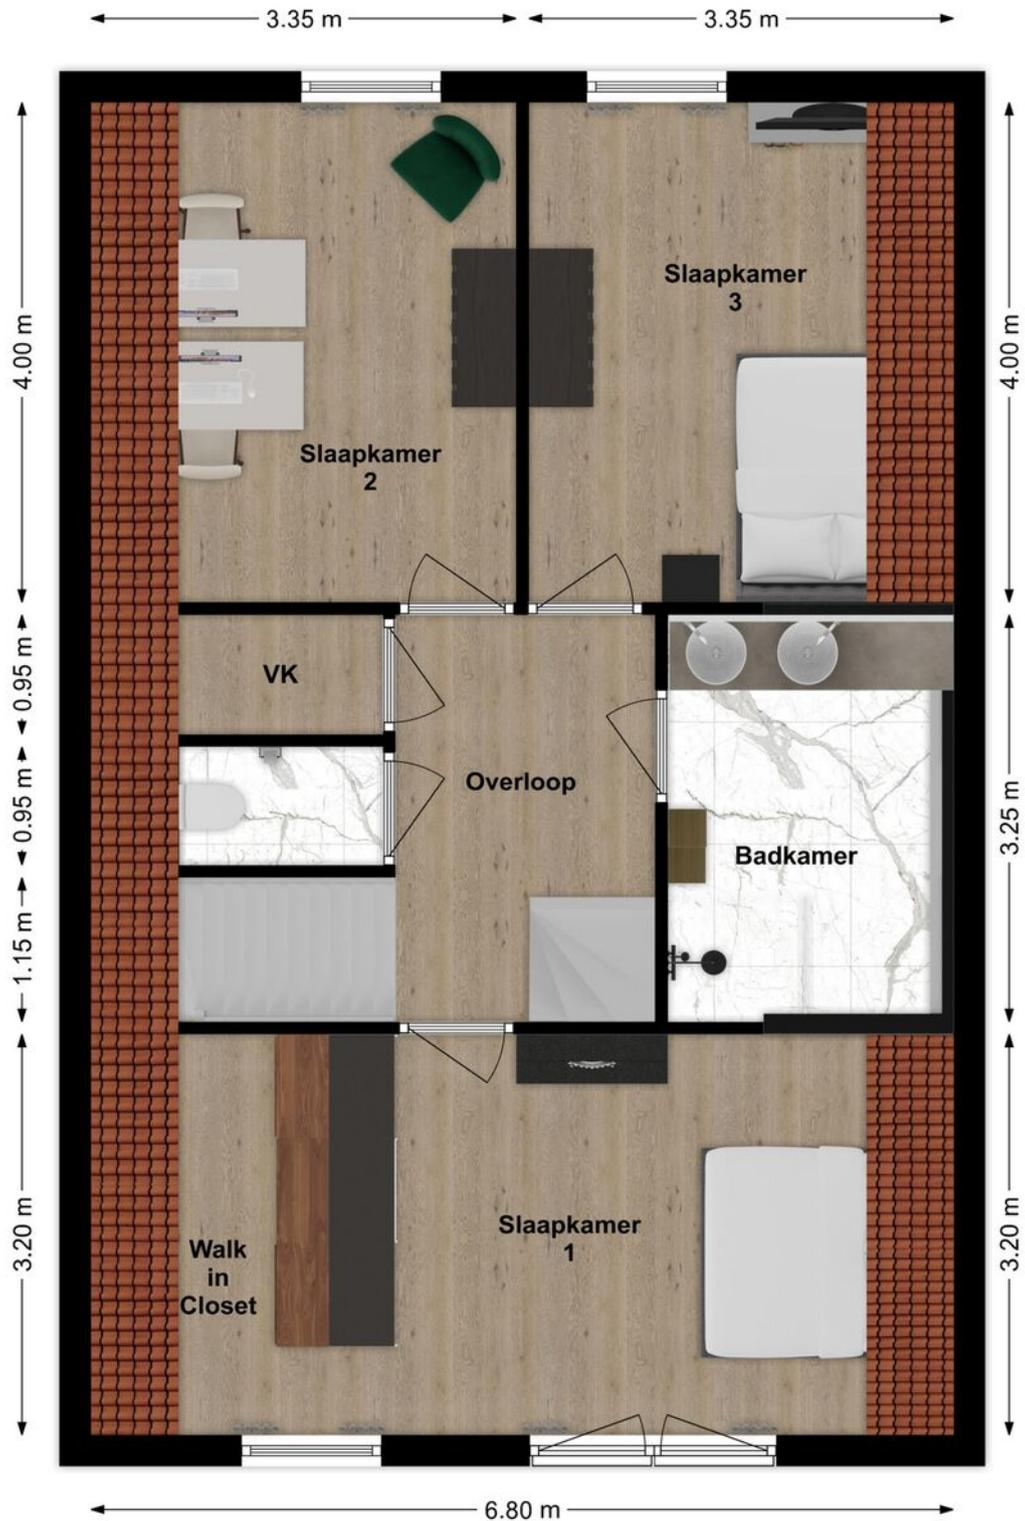 3.35 m
3.35 m
Slaapkamer
3
4.00 m
4.00 m
Slaapkamer
2
0.95 m
VK
Overloop
0.95 m
3.25 m
Badkamer
1.15 m
Slaapkamer
1
3.20 m
3.20 m
Walk
in
Closet
6.80 m